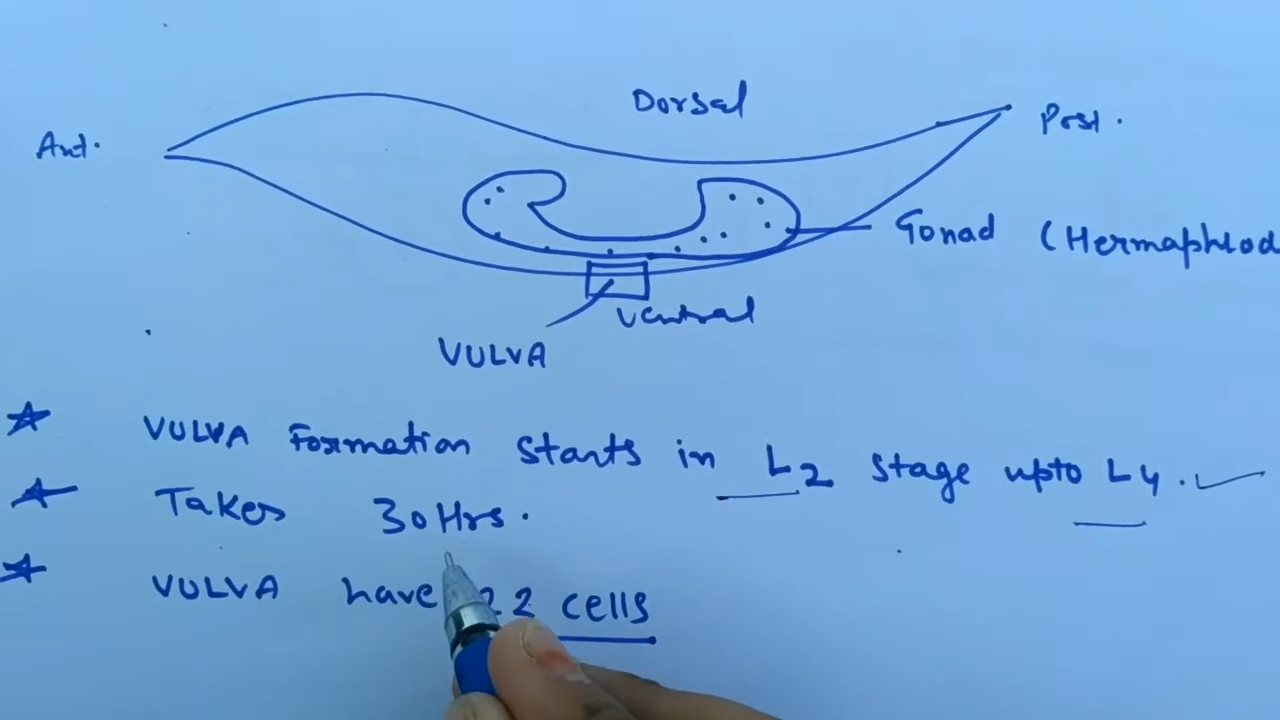 Dorsal
Ant.
Post.
Gonad (Hermaphrod
Ventral
VULVA
VULVA Formation starts in L2 stage upto L4.
Takes 30 Hrs.
VULVA have 22 cells